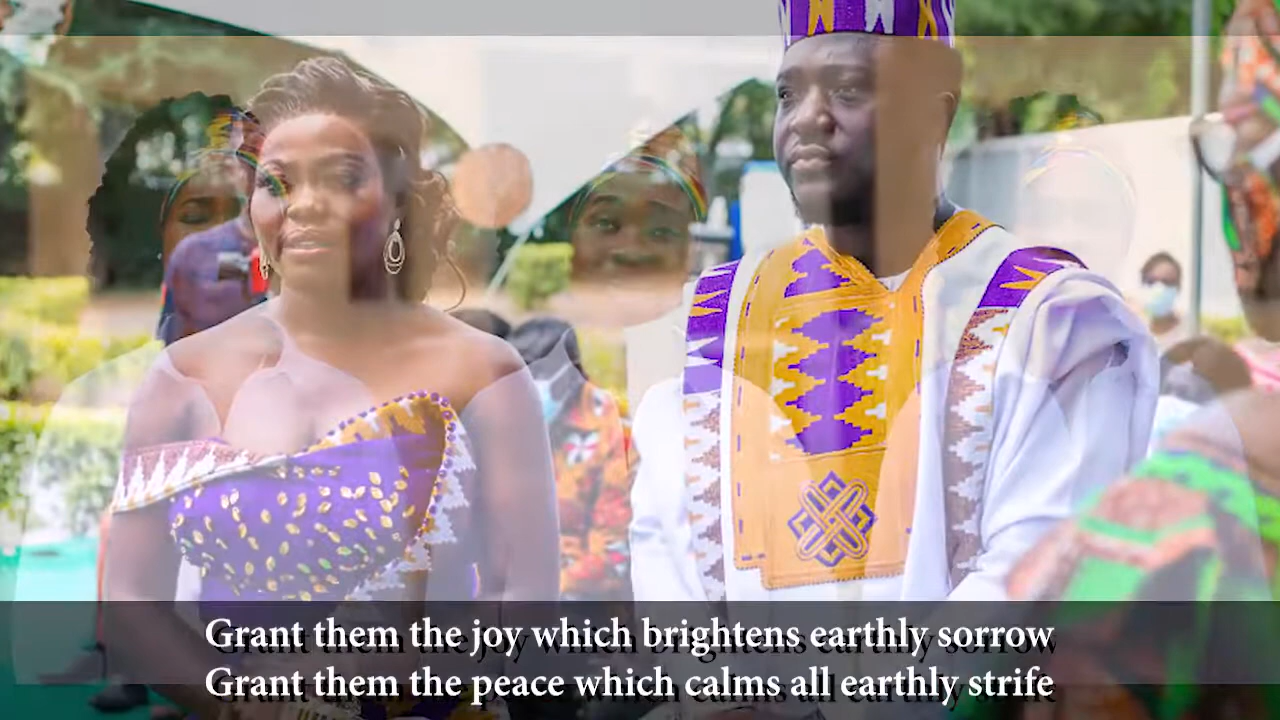 Grant them the joy which brightens earthly sorrow
Grant them the peace which calms all earthly strife